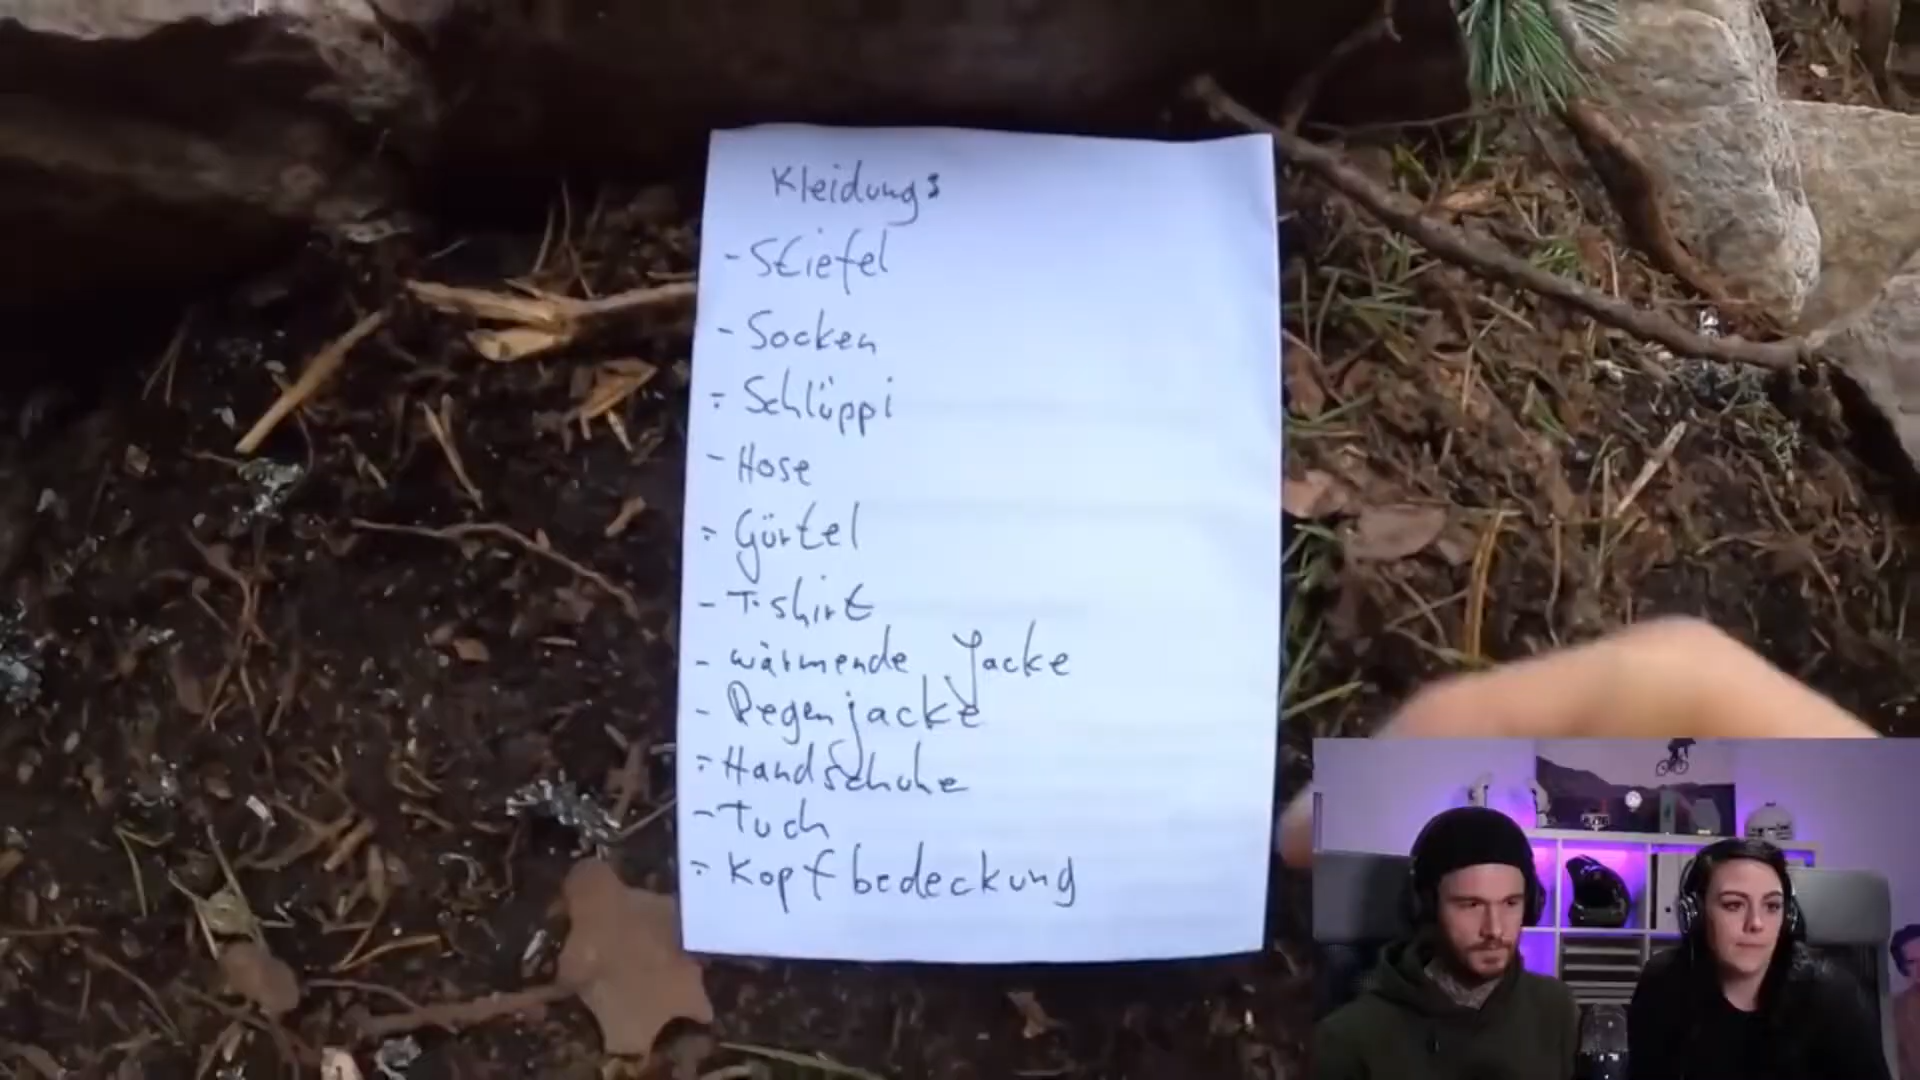 Kleidung:
- Stiefel
- Socken
- Schlüppi
- Hose
- Gürtel
- T-shirt
- wärmende Jacke
- Regenjacke
- Handschuhe
- Tuch
- Kopfbedeckung